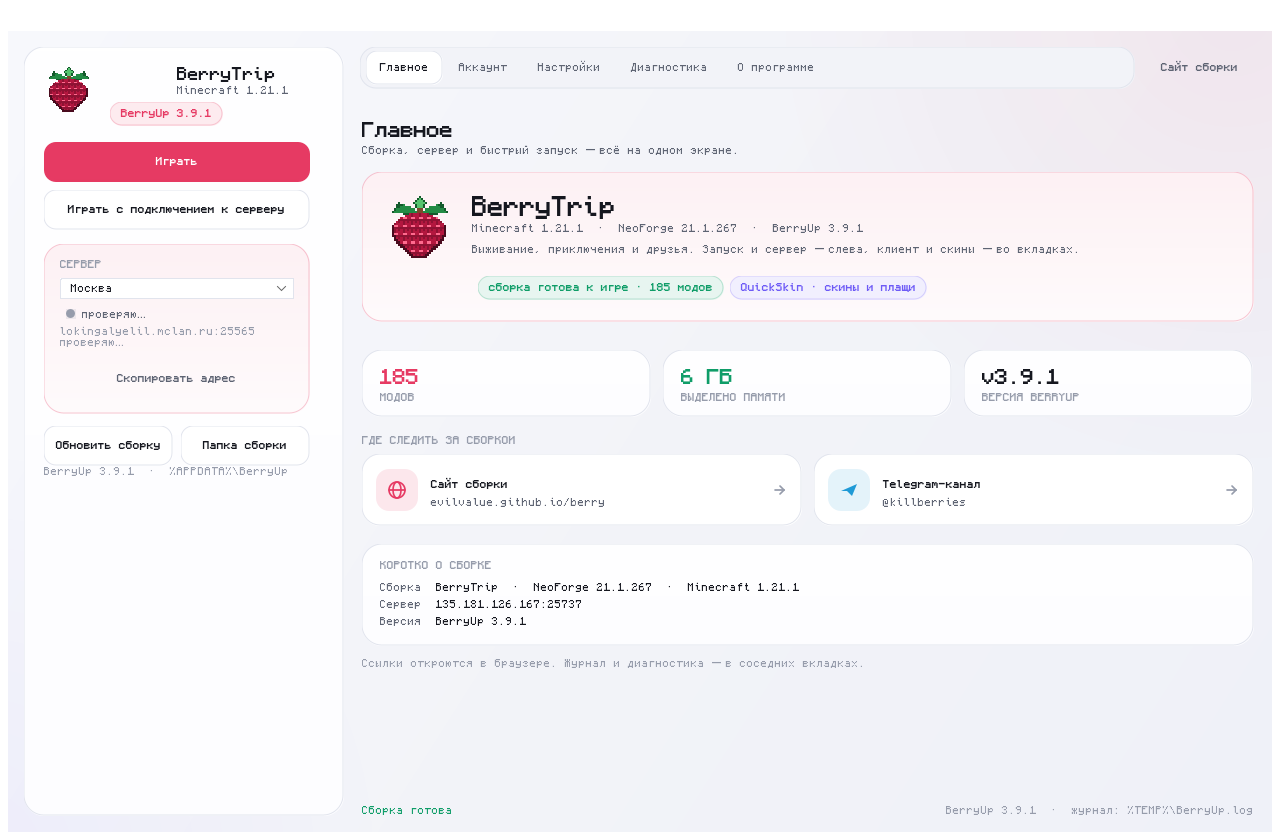 BerryTrip
Minecraft 1.21.1
BerryUp 3.9.1
Играть
Играть с подключением к серверу
СЕРВЕР
Москва
проверяю…
lokingalyelil.mclan.ru:25565
проверяю…
Скопировать адрес
Обновить сборку
Папка сборки
BerryUp 3.9.1 · %APPDATA%\BerryUp
Главное
Аккаунт
Настройки
Диагностика
О программе
Сайт сборки
Главное
Сборка, сервер и быстрый запуск — всё на одном экране.
BerryTrip
Minecraft 1.21.1 · NeoForge 21.1.267 · BerryUp 3.9.1
Выживание, приключения и друзья. Запуск и сервер — слева, клиент и скины — во вкладках.
сборка готова к игре · 185 модов
QuickSkin · скины и плащи
185
МОДОВ
6 ГБ
ВЫДЕЛЕНО ПАМЯТИ
v3.9.1
ВЕРСИЯ BERRYUP
ГДЕ СЛЕДИТЬ ЗА СБОРКОЙ
Сайт сборки
evilvalue.github.io/berry
Telegram-канал
@killberries
КОРОТКО О СБОРКЕ
Сборка BerryTrip · NeoForge 21.1.267 · Minecraft 1.21.1
Сервер 135.181.126.167:25737
Версия BerryUp 3.9.1
Ссылки откроются в браузере. Журнал и диагностика — в соседних вкладках.
Сборка готова
BerryUp 3.9.1 · журнал: %TEMP%\BerryUp.log